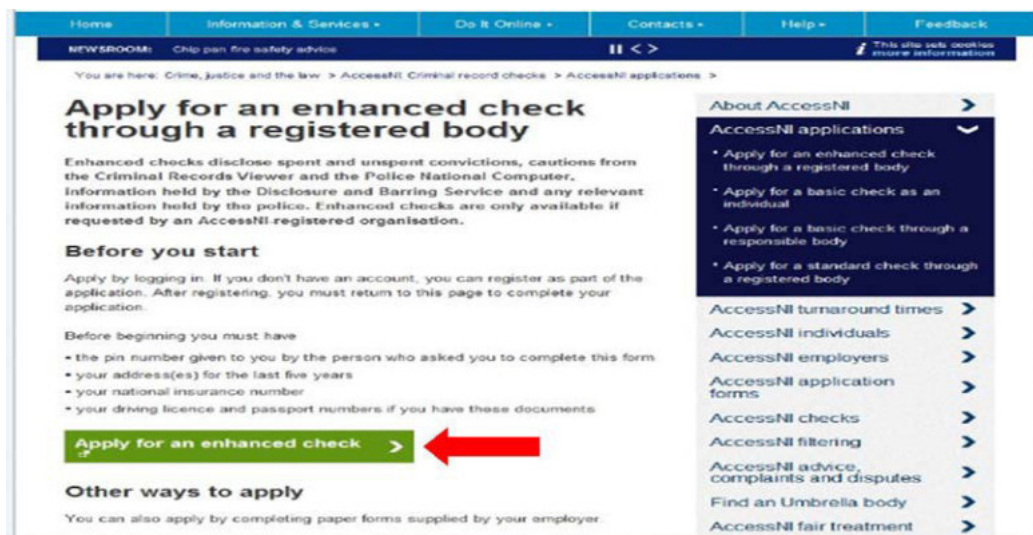 Home Information & Services Do It Online Contacts Help Feedback
NEWSROOM: Chip pan fire safety advice
This site sets cookies
more information
You are here: Crime, justice and the law > AccessNI Criminal record checks > AccessNI applications >
Apply for an enhanced check
through a registered body
Enhanced checks disclose spent and unspent convictions, cautions from
the Criminal Records Viewer and the Police National Computer,
information held by the Disclosure and Barring Service and any relevant
information held by the police. Enhanced checks are only available if
requested by an AccessNI-registered organisation.
Before you start
Apply by logging in. If you don't have an account, you can register as part of the
application. After registering, you must return to this page to complete your
application.
Before beginning you must have
• the pin number given to you by the person who asked you to complete this form
• your address(es) for the last five years
• your national insurance number
• your driving licence and passport numbers if you have these documents
Apply for an enhanced check
Other ways to apply
You can also apply by completing paper forms supplied by your employer.
About AccessNI
AccessNI applications
• Apply for an enhanced check
through a registered body
• Apply for a basic check as an
individual
• Apply for a basic check through a
responsible body
• Apply for a standard check through
a registered body
AccessNI turnaround times
AccessNI individuals
AccessNI employers
AccessNI application
forms
AccessNI checks
AccessNI filtering
AccessNI advice,
complaints and disputes
Find an Umbrella body
AccessNI fair treatment